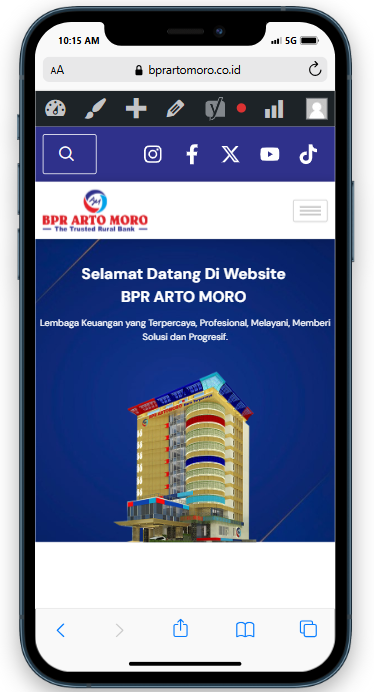 10:15 AM
5G
AA
bprartomoro.co.id
BPR ARTO MORO
The Trusted Rural Bank
Selamat Datang Di Website
BPR ARTO MORO
Lembaga Keuangan yang Terpercaya, Profesional, Melayani, Memberi
Solusi dan Progresif.